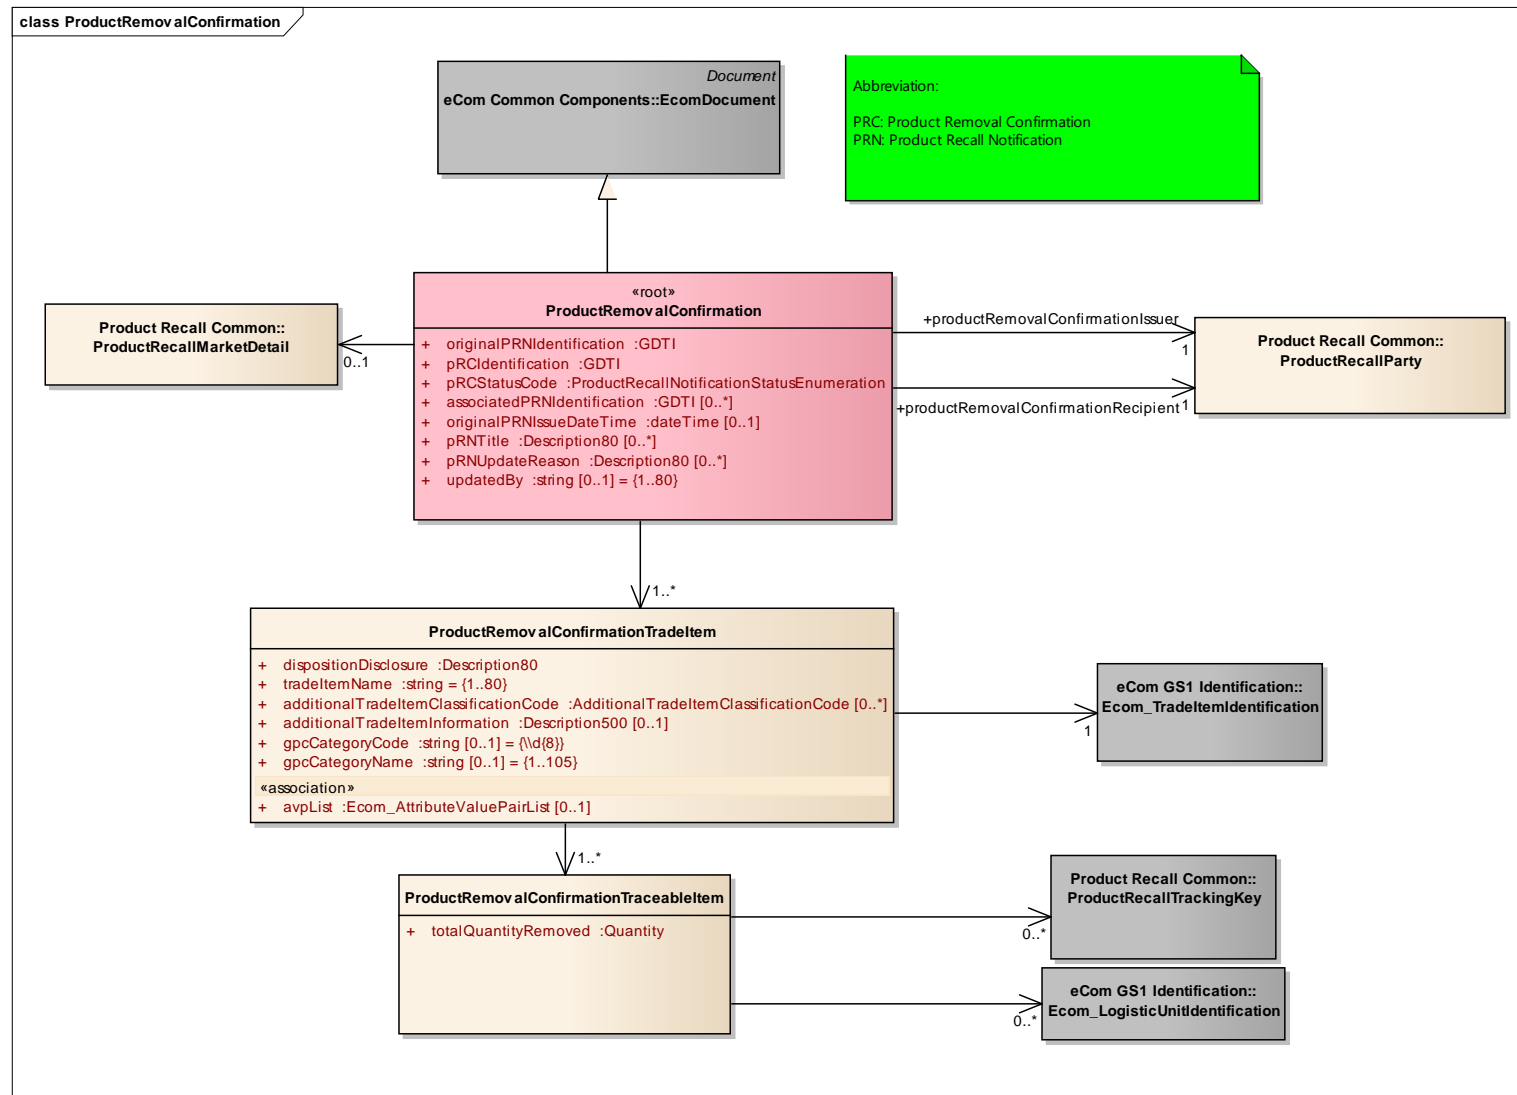 class ProductRemovalConfirmation
Document
eCom Common Components::EcomDocument
Abbreviation:
PRC: Product Removal Confirmation
PRN: Product Recall Notification
«root»
ProductRemovalConfirmation
+ originalPRNIdentification :GDTI
+ pRCIdentification :GDTI
+ pRCStatusCode :ProductRecallNotificationStatusEnumeration
+ associatedPRNIdentification :GDTI [0..*]
+ originalPRNIssueDateTime :dateTime [0..1]
+ pRNTitle :Description80 [0..*]
+ pRNUpdateReason :Description80 [0..*]
+ updatedBy :string [0..1] = {1..80}
Product Recall Common::
ProductRecallMarketDetail
0..1
+productRemovalConfirmationIssuer
1
+productRemovalConfirmationRecipient
1
Product Recall Common::
ProductRecallParty
1..*
ProductRemovalConfirmationTradeItem
+ dispositionDisclosure :Description80
+ tradeItemName :string = {1..80}
+ additionalTradeItemClassificationCode :AdditionalTradeItemClassificationCode [0..*]
+ additionalTradeItemInformation :Description500 [0..1]
+ gpcCategoryCode :string [0..1] = {\\d{8}}
+ gpcCategoryName :string [0..1] = {1..105}
«association»
+ avpList :Ecom_AttributeValuePairList [0..1]
1
eCom GS1 Identification::
Ecom_TradeItemIdentification
1..*
ProductRemovalConfirmationTraceableItem
+ totalQuantityRemoved :Quantity
0..*
Product Recall Common::
ProductRecallTrackingKey
0..*
eCom GS1 Identification::
Ecom_LogisticUnitIdentification